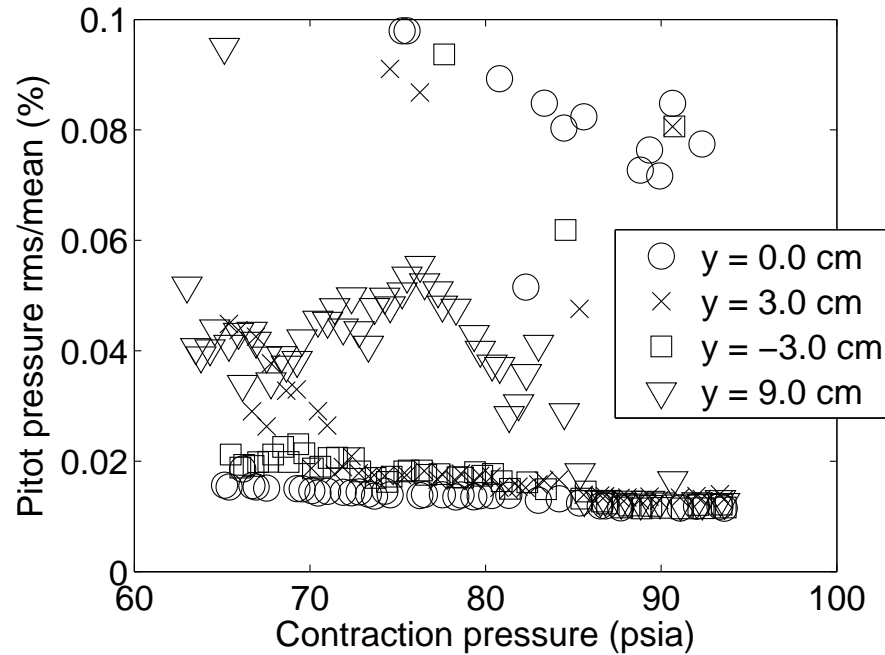 0.1
0.08
0.06
0.04
0.02
0
60
70
80
90
100
Pitot pressure rms/mean (%)
Contraction pressure (psia)
y = 0.0 cm
y = 3.0 cm
y = −3.0 cm
y = 9.0 cm